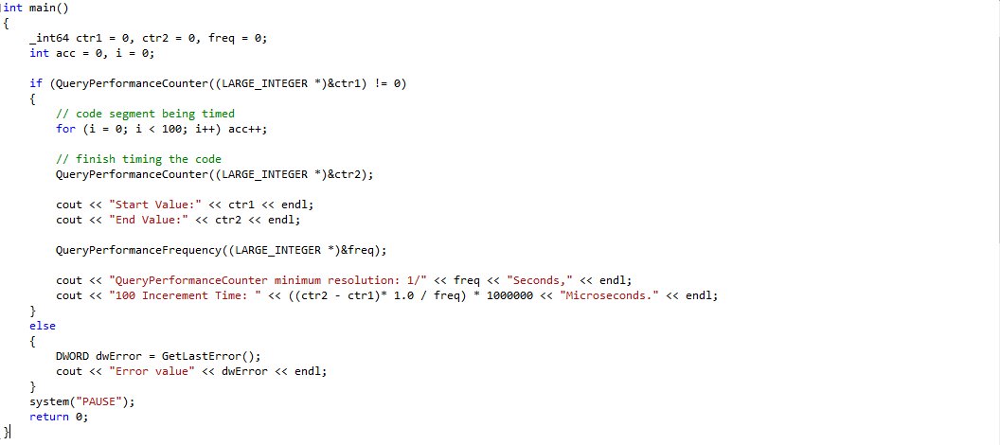 int main()
{
    _int64 ctr1 = 0, ctr2 = 0, freq = 0;
    int acc = 0, i = 0;

    if (QueryPerformanceCounter((LARGE_INTEGER *)&ctr1) != 0)
    {
        // code segment being timed
        for (i = 0; i < 100; i++) acc++;

        // finish timing the code
        QueryPerformanceCounter((LARGE_INTEGER *)&ctr2);

        cout << "Start Value:" << ctr1 << endl;
        cout << "End Value:" << ctr2 << endl;

        QueryPerformanceFrequency((LARGE_INTEGER *)&freq);

        cout << "QueryPerformanceCounter minimum resolution: 1/" << freq << "Seconds," << endl;
        cout << "100 Incerement Time: " << ((ctr2 - ctr1)* 1.0 / freq) * 1000000 << "Microseconds." << endl;
    }
    else
    {
        DWORD dwError = GetLastError();
        cout << "Error value" << dwError << endl;
    }
    system("PAUSE");
    return 0;
}